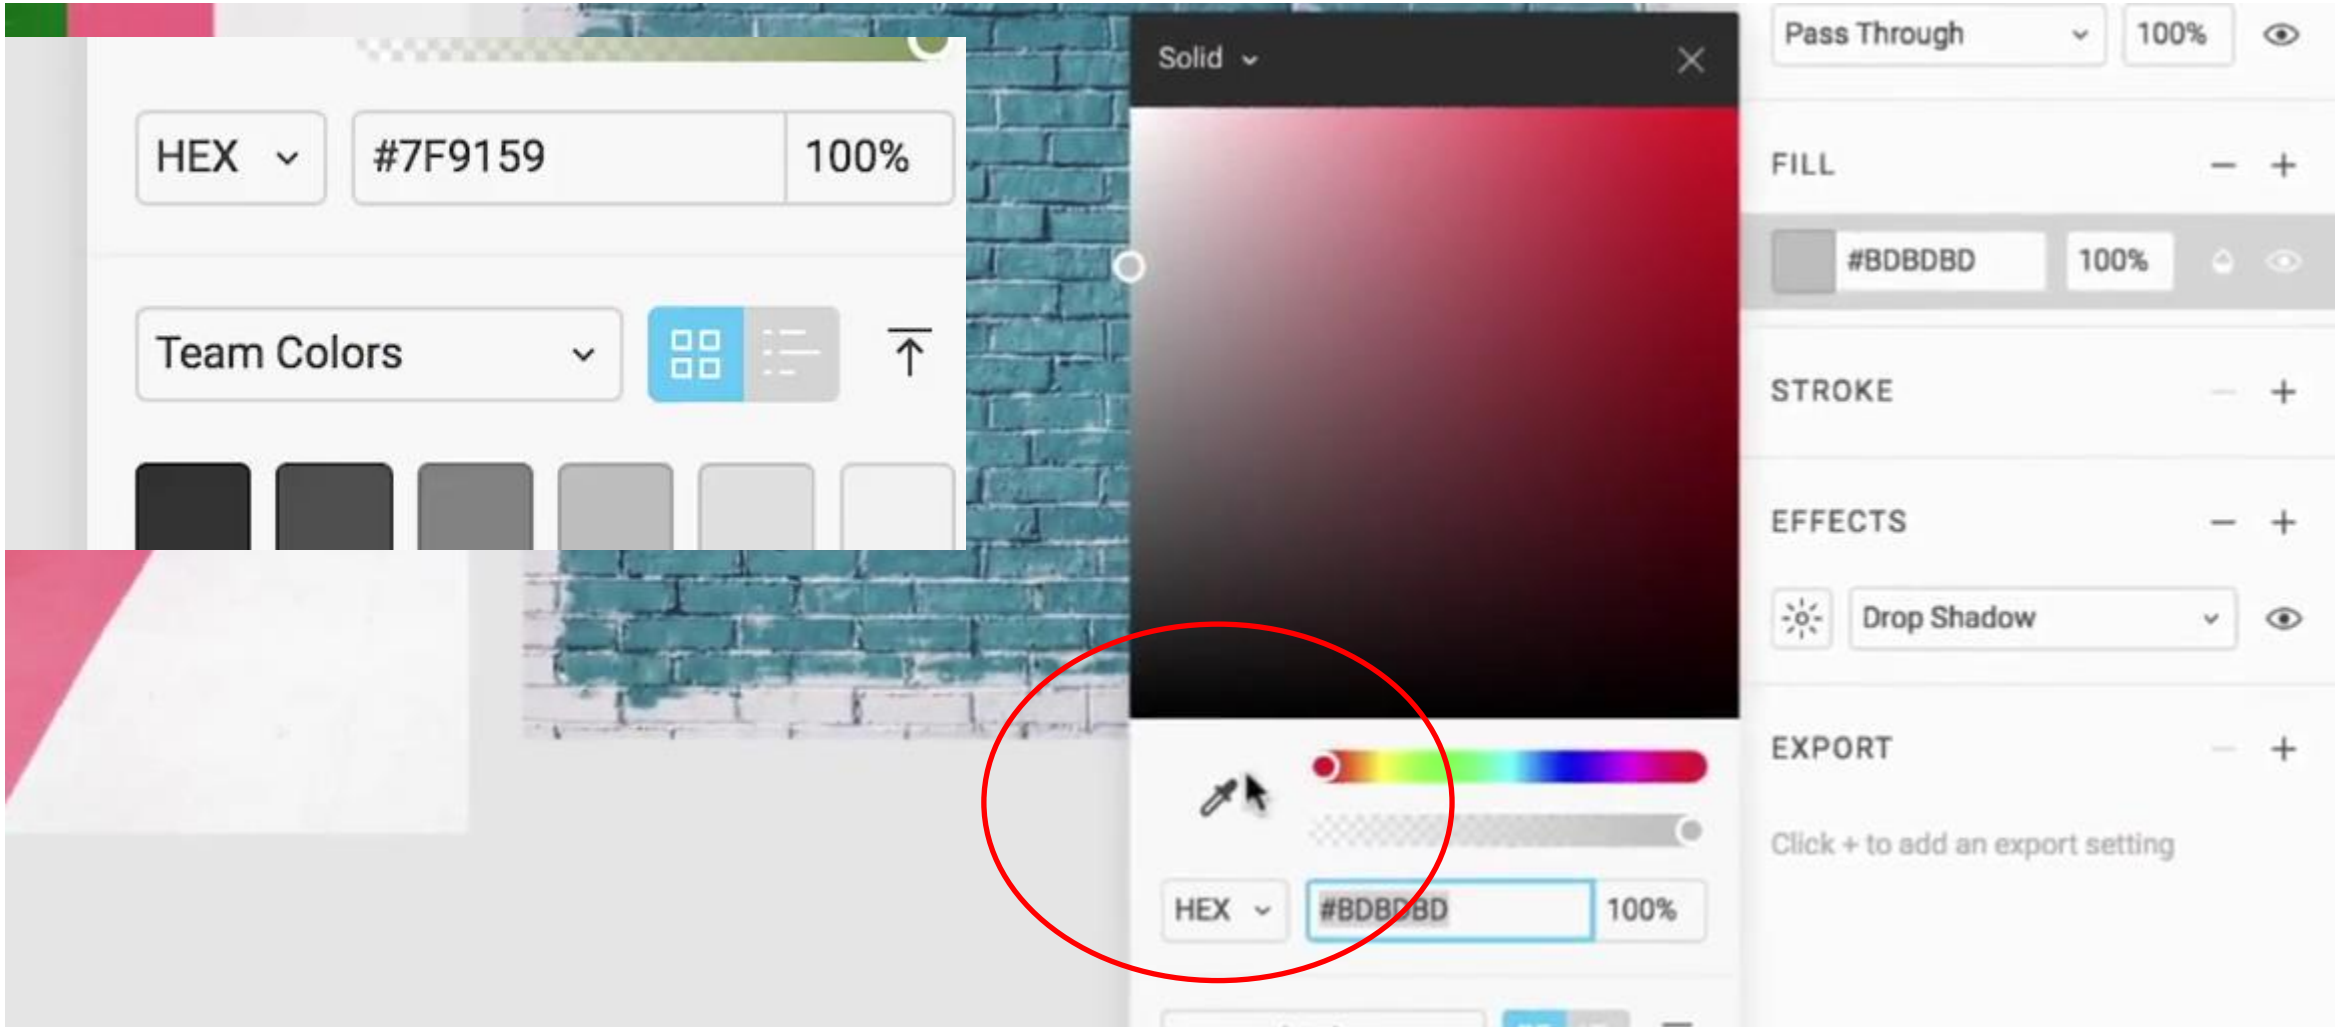 HEX #7F9159 100%
Team Colors
Solid
HEX #BDBDBD 100%
Pass Through 100%
FILL
#BDBDBD 100%
STROKE
EFFECTS
Drop Shadow
EXPORT
Click + to add an export setting